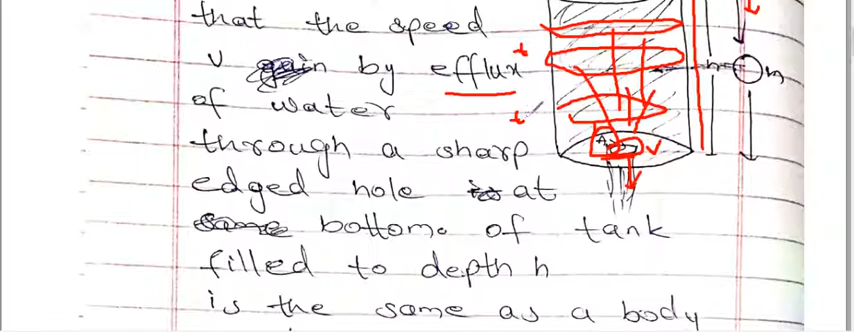 that the speed
v gain by efflux
of water
through a sharp
edged hole at
bottom of tank
filled to depth h
is the same as a body
h
m
A
v